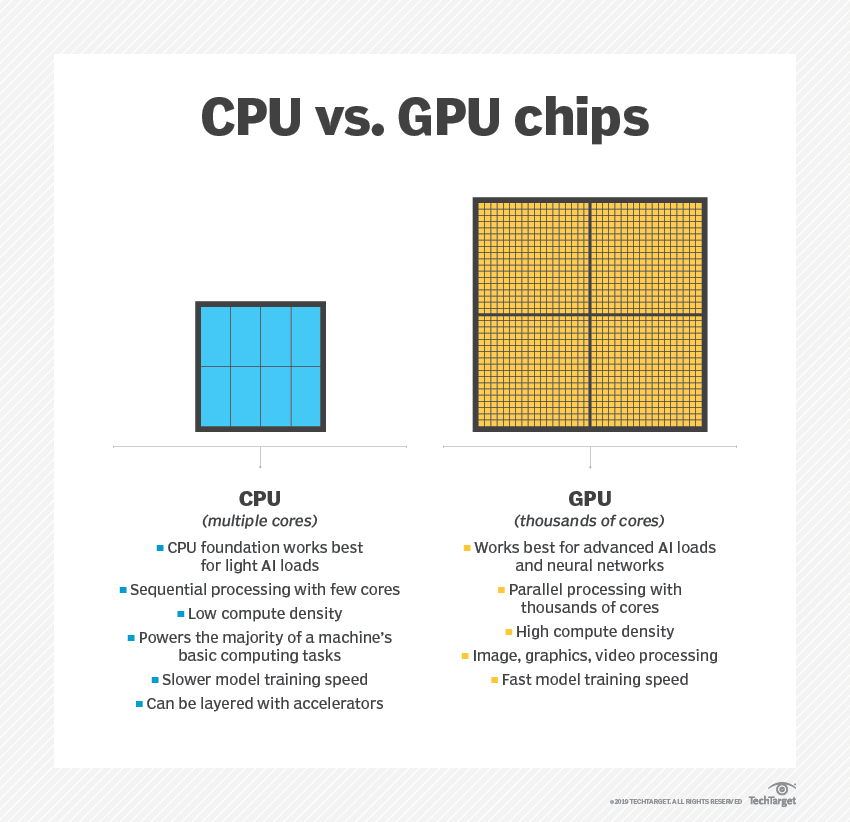 CPU vs. GPU chips
CPU
(multiple cores)
CPU foundation works best
for light AI loads
Sequential processing with few cores
Low compute density
Powers the majority of a machine’s
basic computing tasks
Slower model training speed
Can be layered with accelerators
GPU
(thousands of cores)
Works best for advanced AI loads
and neural networks
Parallel processing with
thousands of cores
High compute density
Image, graphics, video processing
Fast model training speed
©2019 TECHTARGET. ALL RIGHTS RESERVED
TechTarget